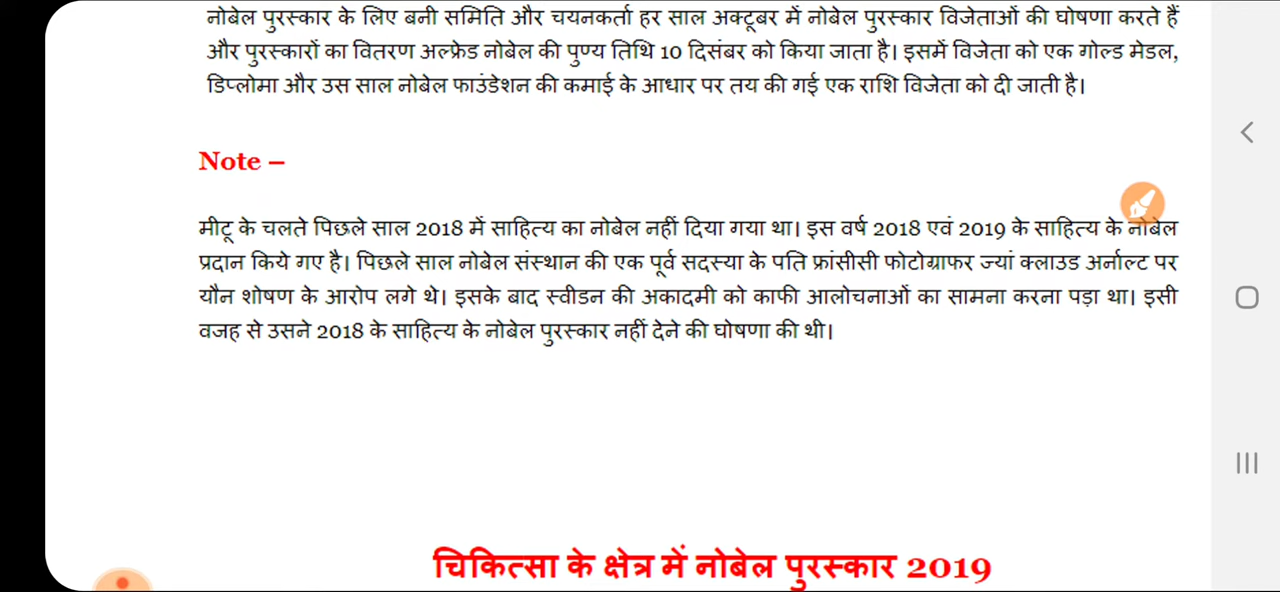 नोबेल पुरस्कार के लिए बनी समिति और चयनकर्ता हर साल अक्टूबर में नोबेल पुरस्कार विजेताओं की घोषणा करते हैं
और पुरस्कारों का वितरण अल्फ्रेड नोबेल की पुण्य तिथि 10 दिसंबर को किया जाता है। इसमें विजेता को एक गोल्ड मेडल,
डिप्लोमा और उस साल नोबेल फाउंडेशन की कमाई के आधार पर तय की गई एक राशि विजेता को दी जाती है।
Note –
मीटू के चलते पिछले साल 2018 में साहित्य का नोबेल नहीं दिया गया था। इस वर्ष 2018 एवं 2019 के साहित्य के नोबेल
प्रदान किये गए है। पिछले साल नोबेल संस्थान की एक पूर्व सदस्या के पति फ्रांसीसी फोटोग्राफर ज्यां क्लाउड अर्नाल्ट पर
यौन शोषण के आरोप लगे थे। इसके बाद स्वीडन की अकादमी को काफी आलोचनाओं का सामना करना पड़ा था। इसी
वजह से उसने 2018 के साहित्य के नोबेल पुरस्कार नहीं देने की घोषणा की थी।
चिकित्सा के क्षेत्र में नोबेल पुरस्कार 2019